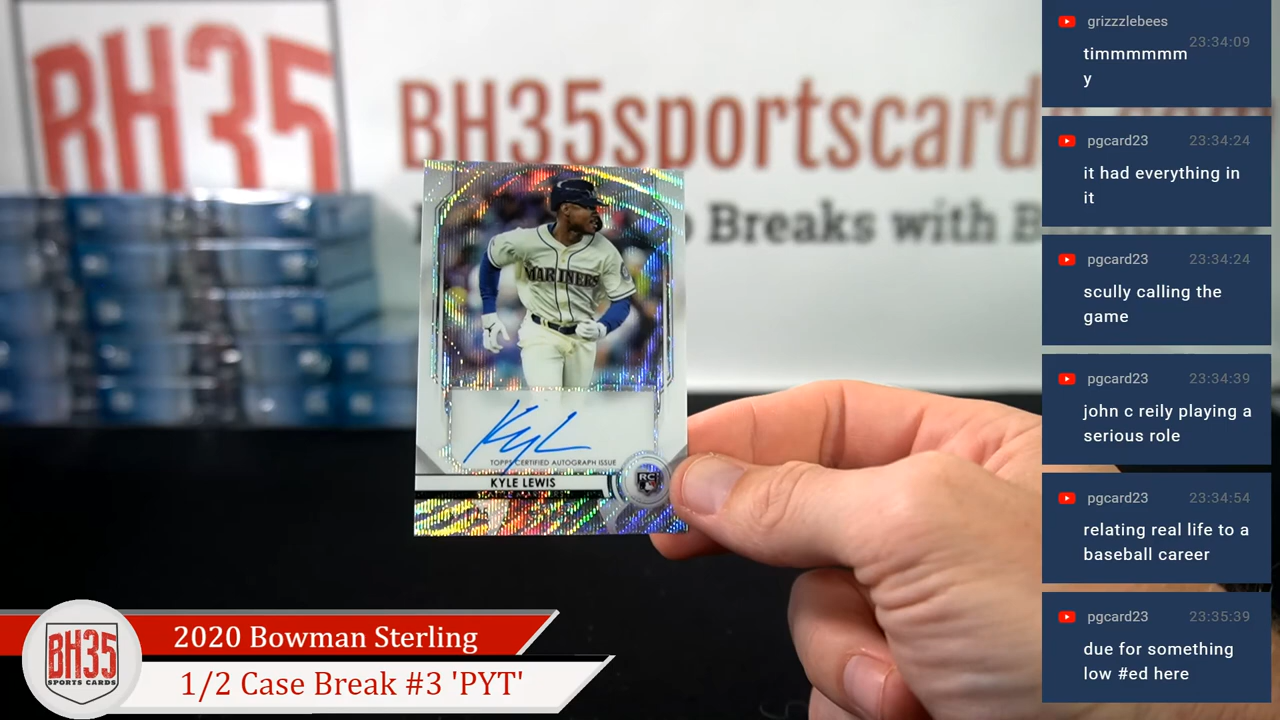 BH35
BH35sportscard
Breaks with B
MARINERS
Kyl
TOPPS CERTIFIED AUTOGRAPH ISSUE
KYLE LEWIS
RC
BH35
SPORTS CARDS
2020 Bowman Sterling
1/2 Case Break #3 'PYT'
grizzzlebees
23:34:09
timmmmmm
y
pgcard23 23:34:24
it had everything in
it
pgcard23 23:34:24
scully calling the
game
pgcard23 23:34:39
john c reily playing a
serious role
pgcard23 23:34:54
relating real life to a
baseball career
pgcard23 23:35:39
due for something
low #ed here